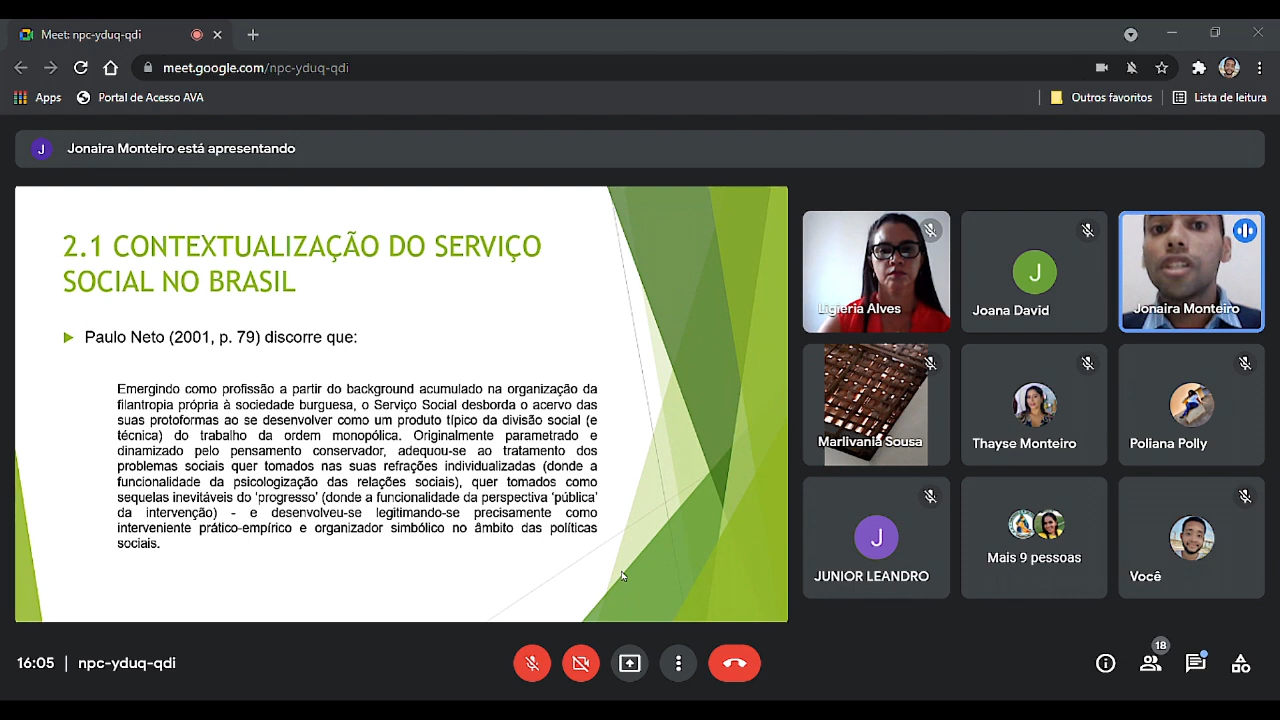 Meet: npc-yduq-qdi
meet.google.com/npc-yduq-qdi
Apps
Portal de Acesso AVA
Outros favoritos
Lista de leitura
J
Jonaira Monteiro está apresentando
2.1 CONTEXTUALIZAÇÃO DO SERVIÇO
SOCIAL NO BRASIL
Paulo Neto (2001, p. 79) discorre que:
Emergindo como profissão a partir do background acumulado na organização da
filantropia própria à sociedade burguesa, o Serviço Social desborda o acervo das
suas protoformas ao se desenvolver como um produto típico da divisão social (e
técnica) do trabalho da ordem monopólica. Originalmente parametrado e
dinamizado pelo pensamento conservador, adequou-se ao tratamento dos
problemas sociais quer tomados nas suas refrações individualizadas (donde a
funcionalidade da psicologização das relações sociais), quer tomados como
sequelas inevitáveis do 'progresso' (donde a funcionalidade da perspectiva 'pública'
da intervenção) - e desenvolveu-se legitimando-se precisamente como
interveniente prático-empírico e organizador simbólico no âmbito das políticas
sociais.
Ligieria Alves
J
Joana David
Jonaira Monteiro
Marlivania Sousa
Thayse Monteiro
Poliana Polly
J
JUNIOR LEANDRO
Mais 9 pessoas
Você
16:05 | npc-yduq-qdi
18